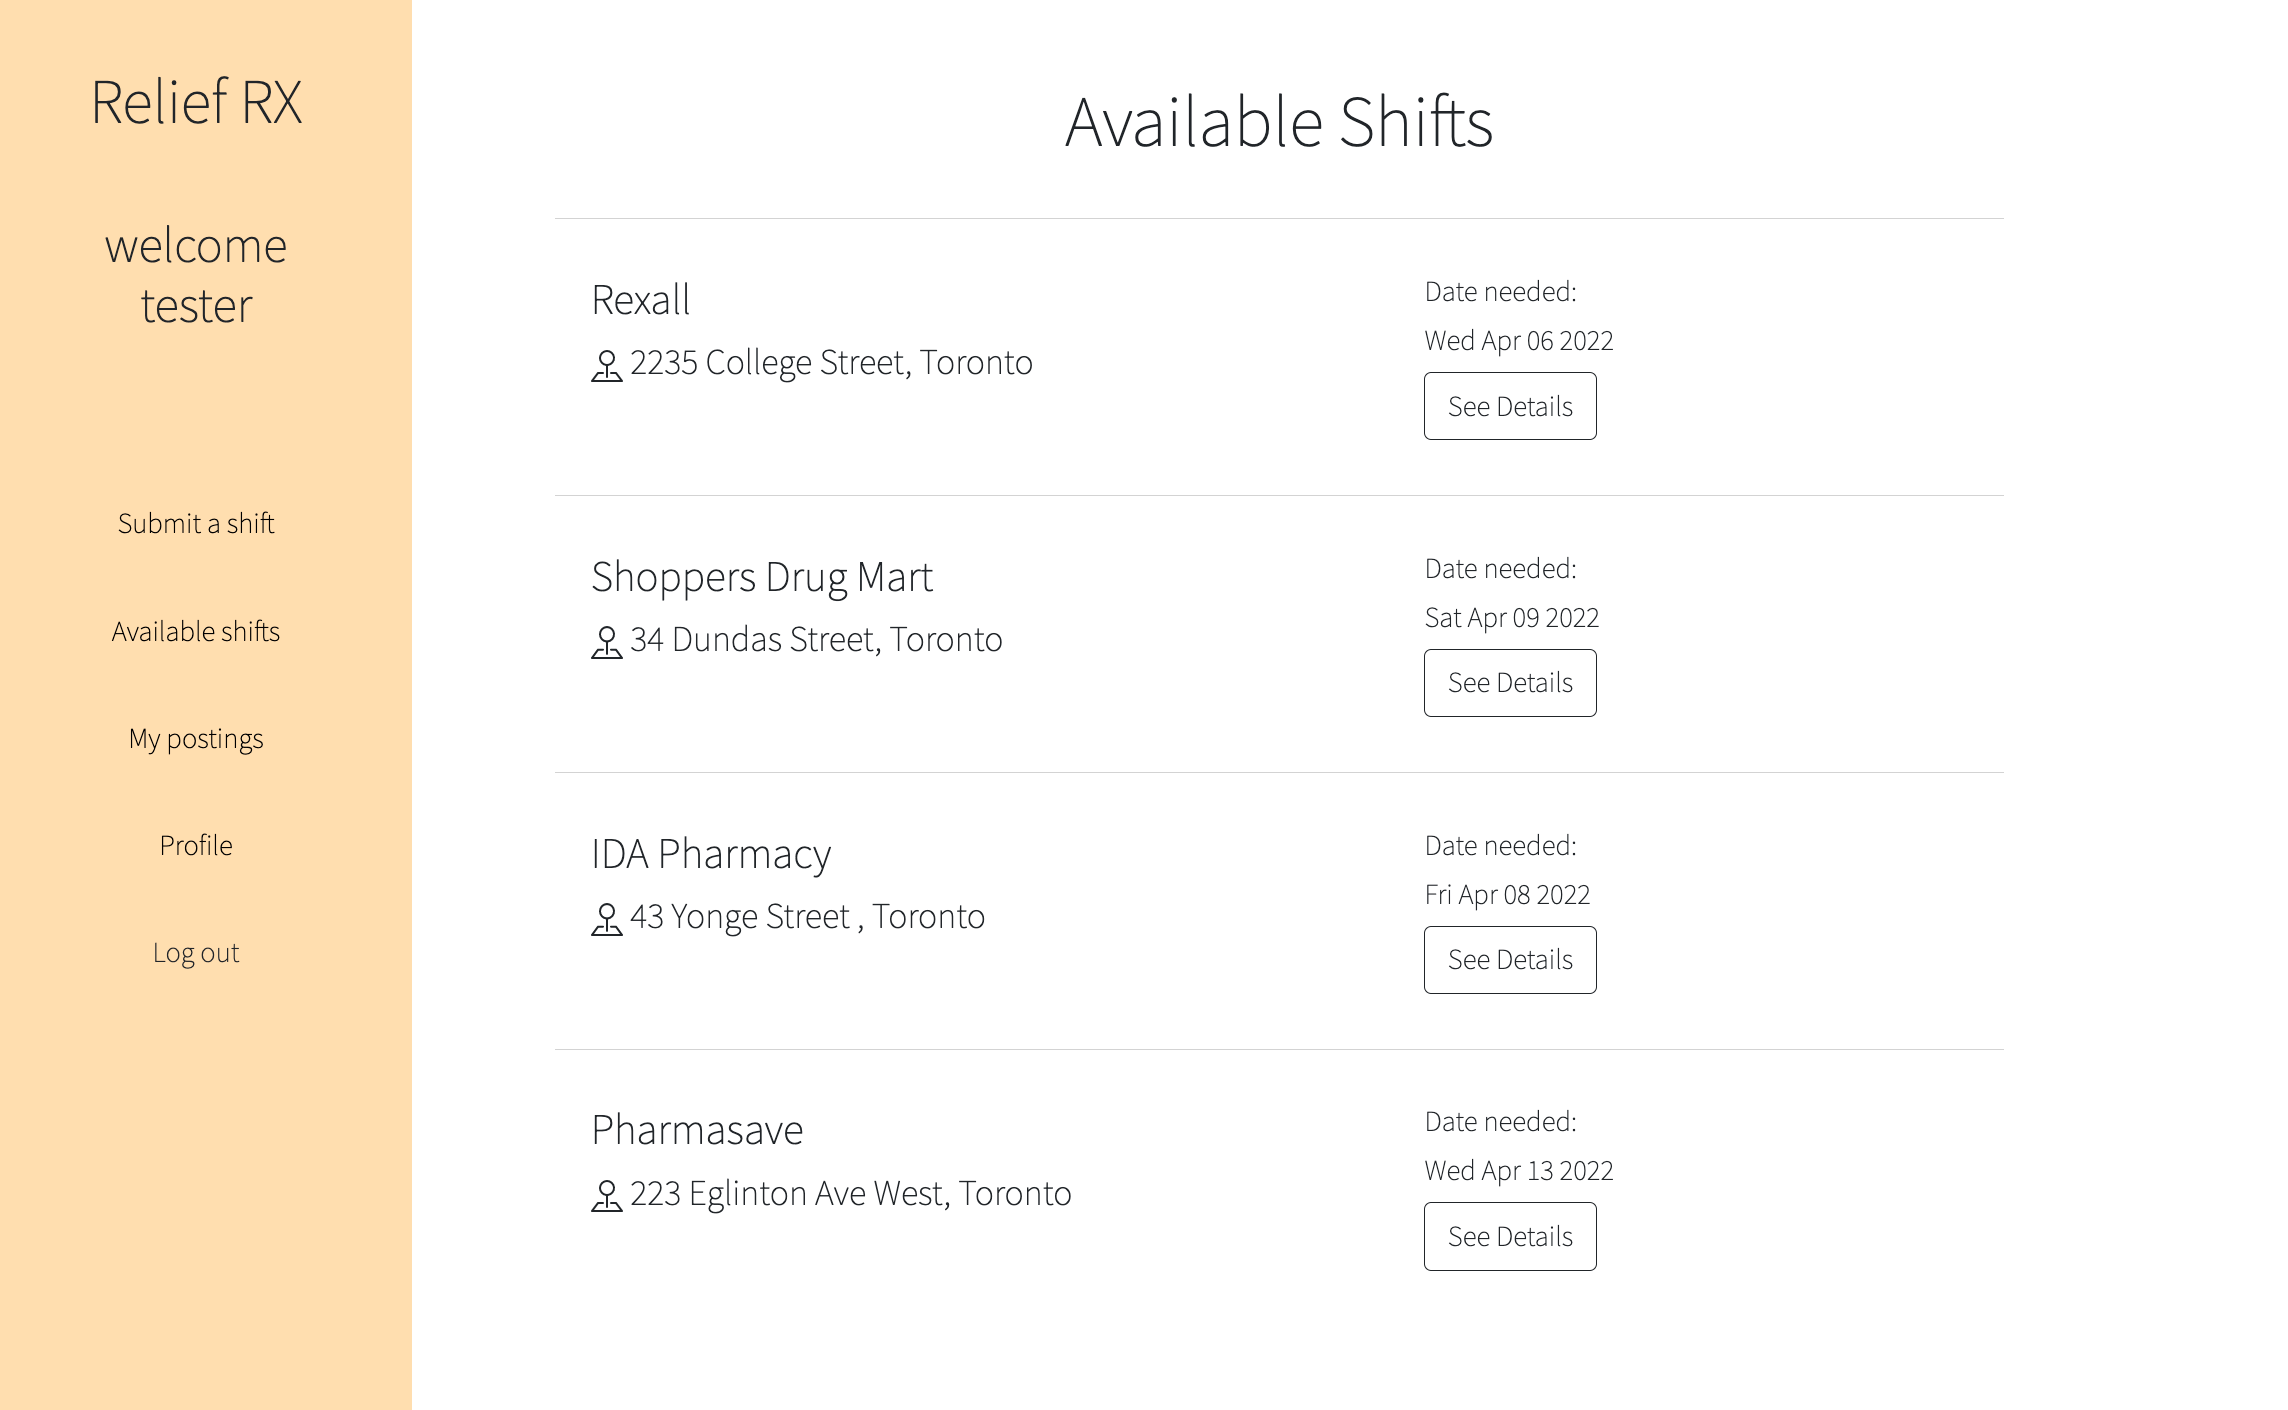 Relief RX
welcome
tester
Submit a shift
Available shifts
My postings
Profile
Log out
Available Shifts
Rexall
2235 College Street, Toronto
Date needed:
Wed Apr 06 2022
See Details
Shoppers Drug Mart
34 Dundas Street, Toronto
Date needed:
Sat Apr 09 2022
See Details
IDA Pharmacy
43 Yonge Street , Toronto
Date needed:
Fri Apr 08 2022
See Details
Pharmasave
223 Eglinton Ave West, Toronto
Date needed:
Wed Apr 13 2022
See Details